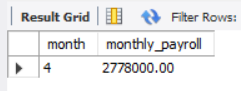 Result Grid Filter Rows:
month monthly_payroll
4 2778000.00